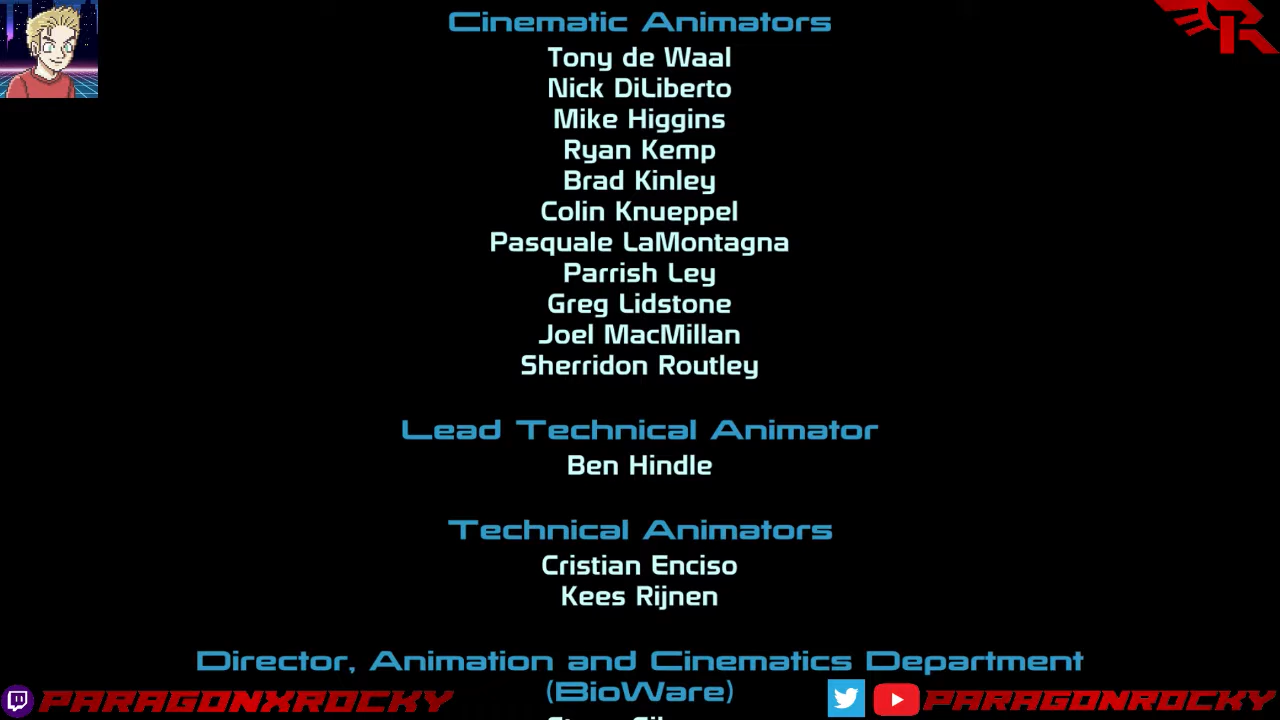 Cinematic Animators
Tony de Waal
Nick DiLiberto
Mike Higgins
Ryan Kemp
Brad Kinley
Colin Knueppel
Pasquale LaMontagna
Parrish Ley
Greg Lidstone
Joel MacMillan
Sherridon Routley
Lead Technical Animator
Ben Hindle
Technical Animators
Cristian Enciso
Kees Rijnen
Director, Animation and Cinematics Department
(BioWare)
PARAGONXROCKY
PARAGONROCKY